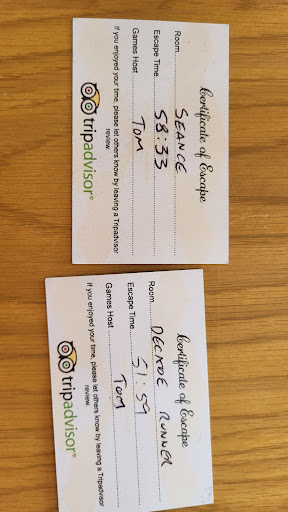 Certificate of Escape
Room SEANCE
Escape Time 58:33
Games Host TOM
If you enjoyed your time, please let others know by leaving a Tripadvisor
review.
tripadvisor®
Certificate of Escape
Room DECADE RUNNER
Escape Time 51:59
Games Host TOM
If you enjoyed your time, please let others know by leaving a Tripadvisor
review.
tripadvisor®